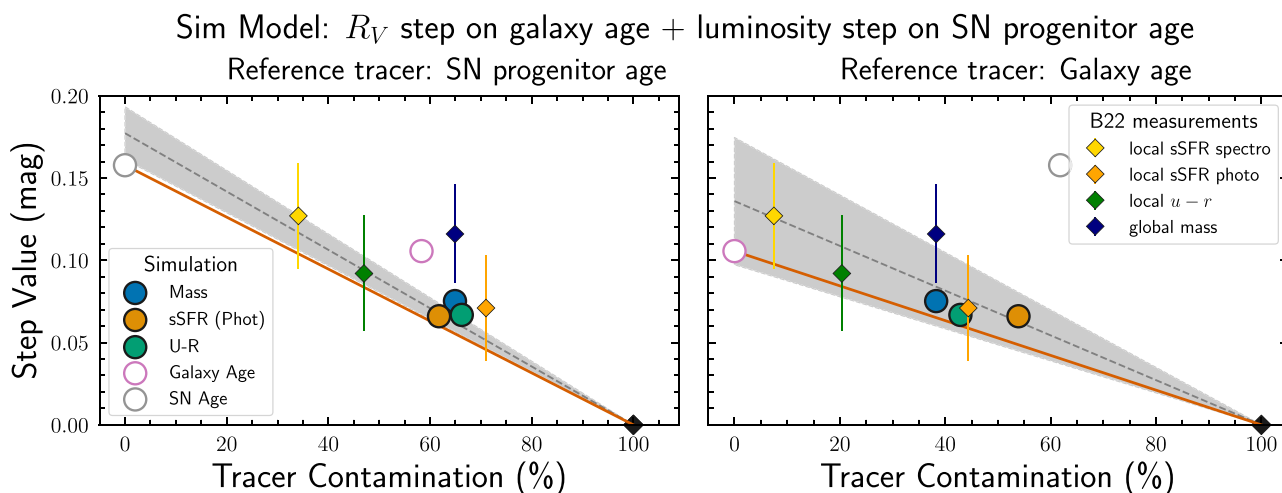 Sim Model: R_V step on galaxy age + luminosity step on SN progenitor age
Reference tracer: SN progenitor age
Reference tracer: Galaxy age
Step Value (mag)
0.20
0.15
0.10
0.05
0.00
Simulation
Mass
sSFR (Phot)
U-R
Galaxy Age
SN Age
B22 measurements
local sSFR spectro
local sSFR photo
local u − r
global mass
0 20 40 60 80 100
0 20 40 60 80 100
Tracer Contamination (%)
Tracer Contamination (%)